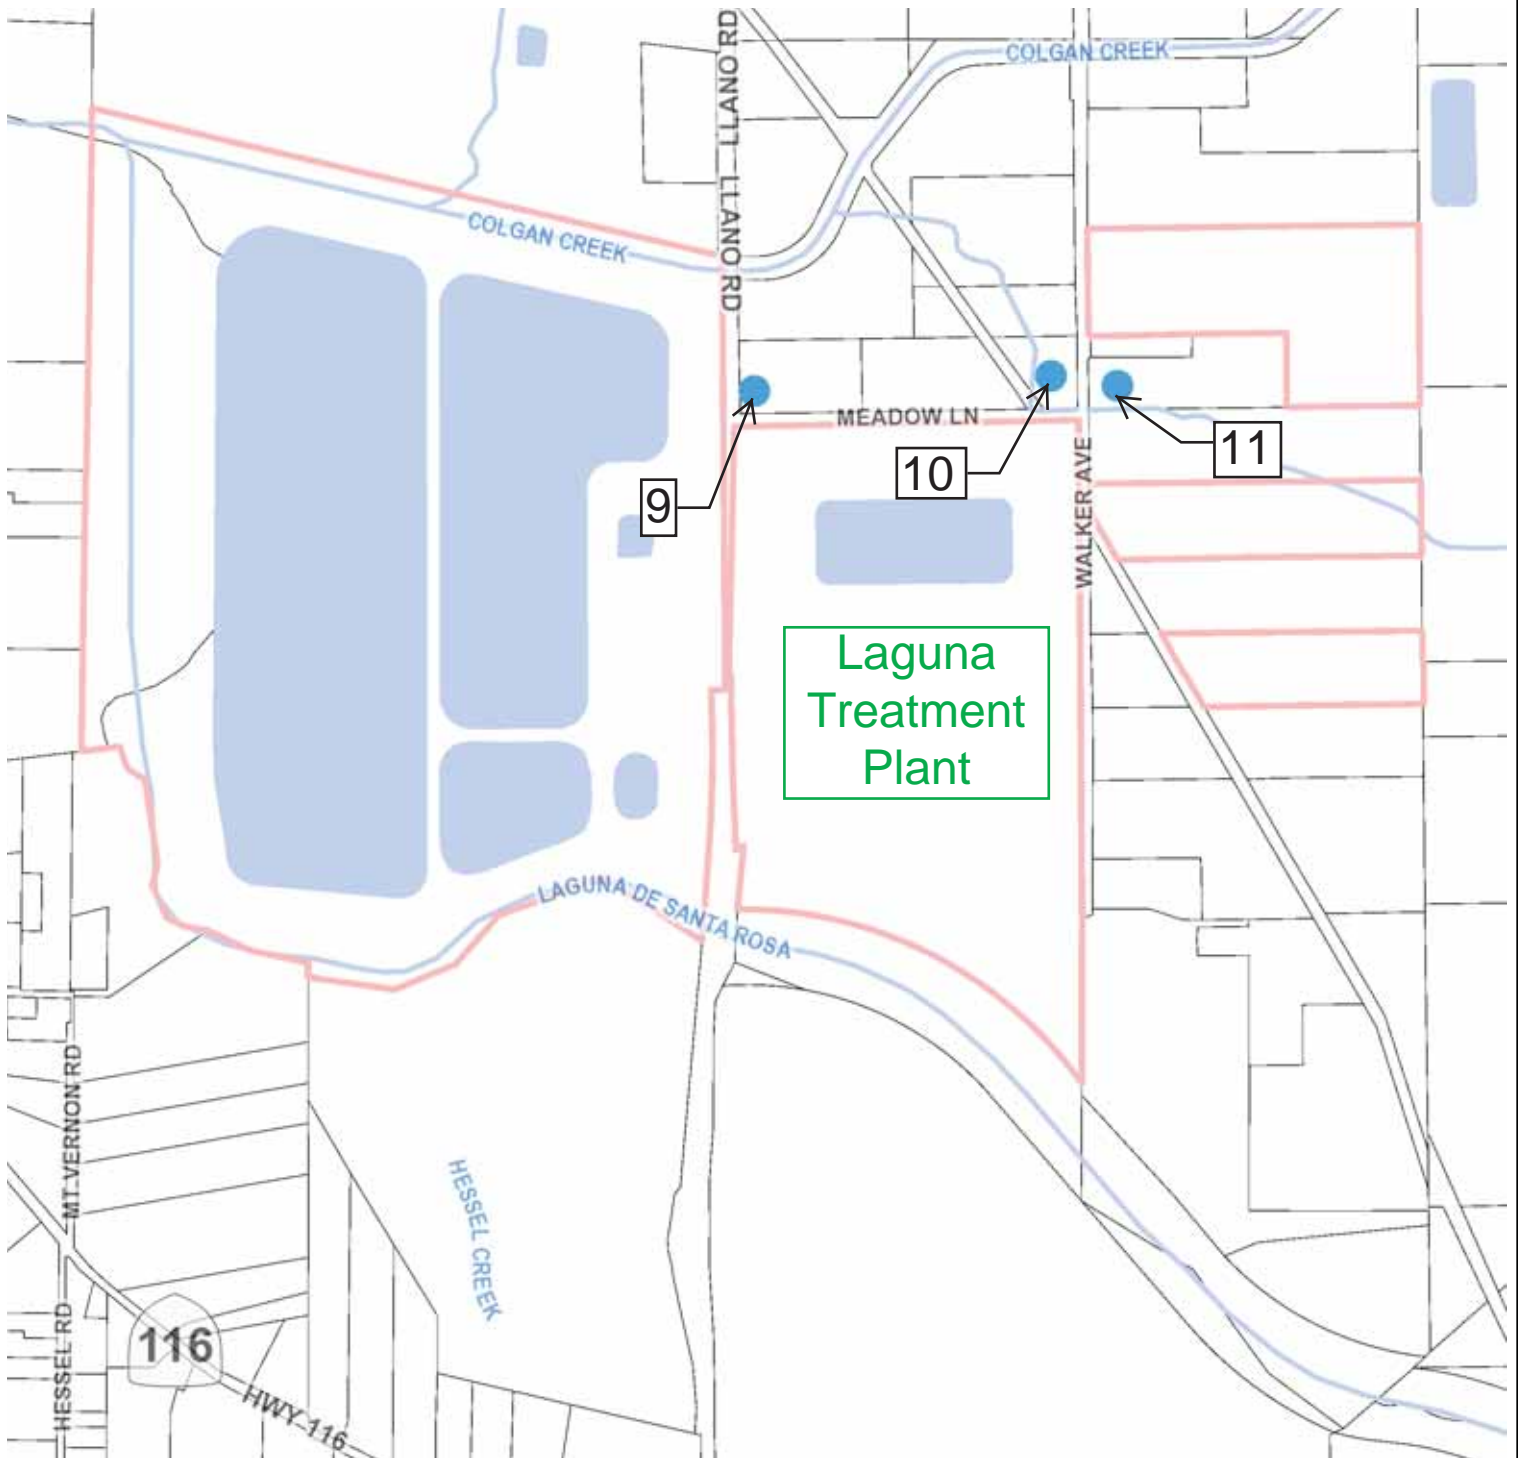 LLANO RD
COLGAN CREEK
LLANO RD
COLGAN CREEK
MEADOW LN
9
10
11
WALKER AVE
Laguna
Treatment
Plant
LAGUNA DE SANTA ROSA
MT VERNON RD
HESSEL CREEK
HESSEL RD
116
HWY 116